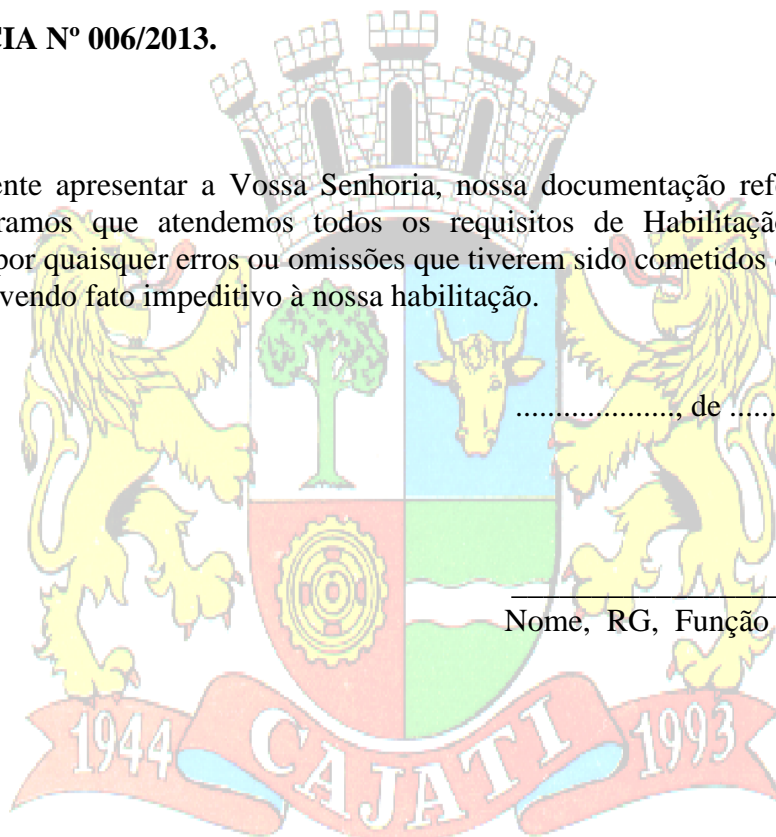 CIA Nº 006/2013.
ente apresentar a Vossa Senhoria, nossa documentação refe
ramos que atendemos todos os requisitos de Habilitação
por quaisquer erros ou omissões que tiverem sido cometidos
vendo fato impeditivo à nossa habilitação.
...................., de ......
____________________
Nome, RG, Função
1944 CAJATI 1993